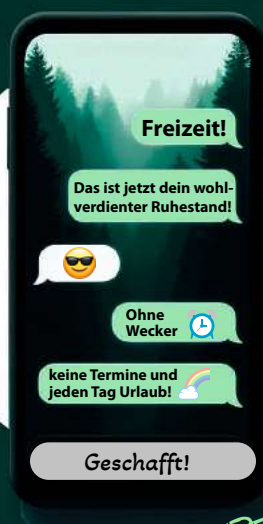 Freizeit!
Das ist jetzt dein wohl-
verdienter Ruhestand!
😎
Ohne
Wecker ⏰
keine Termine und
jeden Tag Urlaub! 🌈
Geschafft!